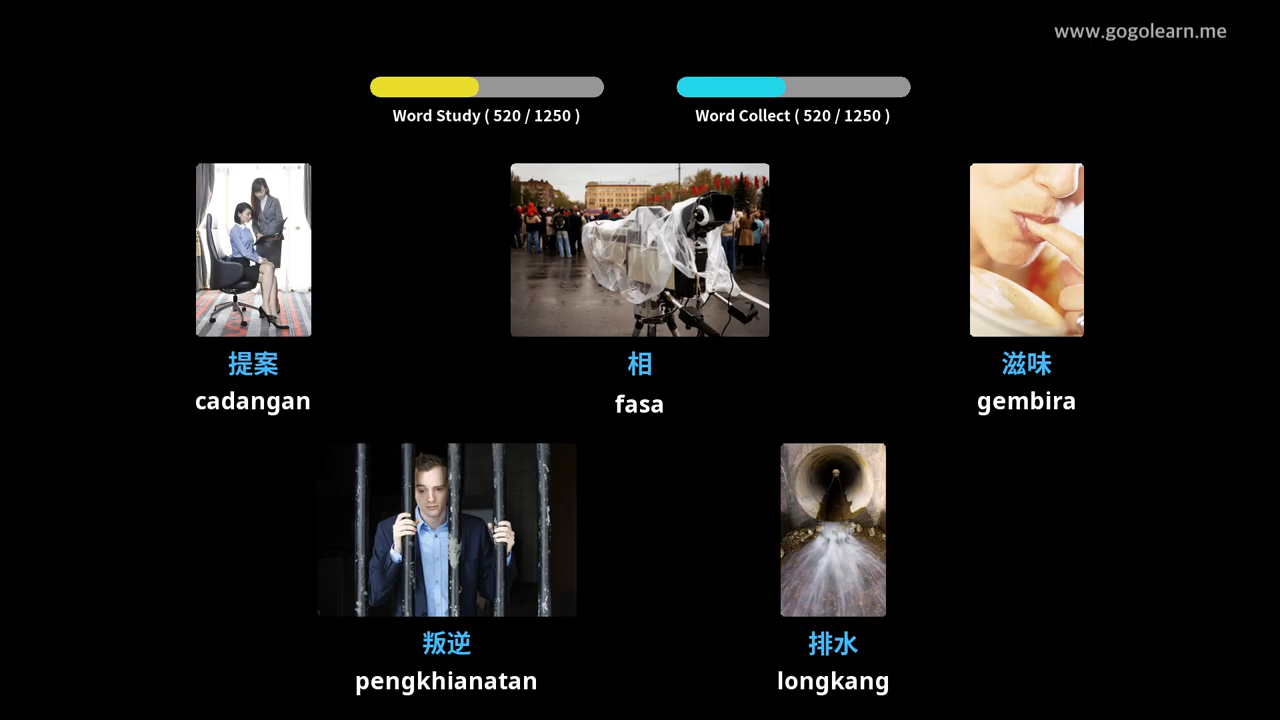 www.gogolearn.me
Word Study ( 520 / 1250 )
Word Collect ( 520 / 1250 )
提案
cadangan
相
fasa
滋味
gembira
叛逆
pengkhianatan
排水
longkang